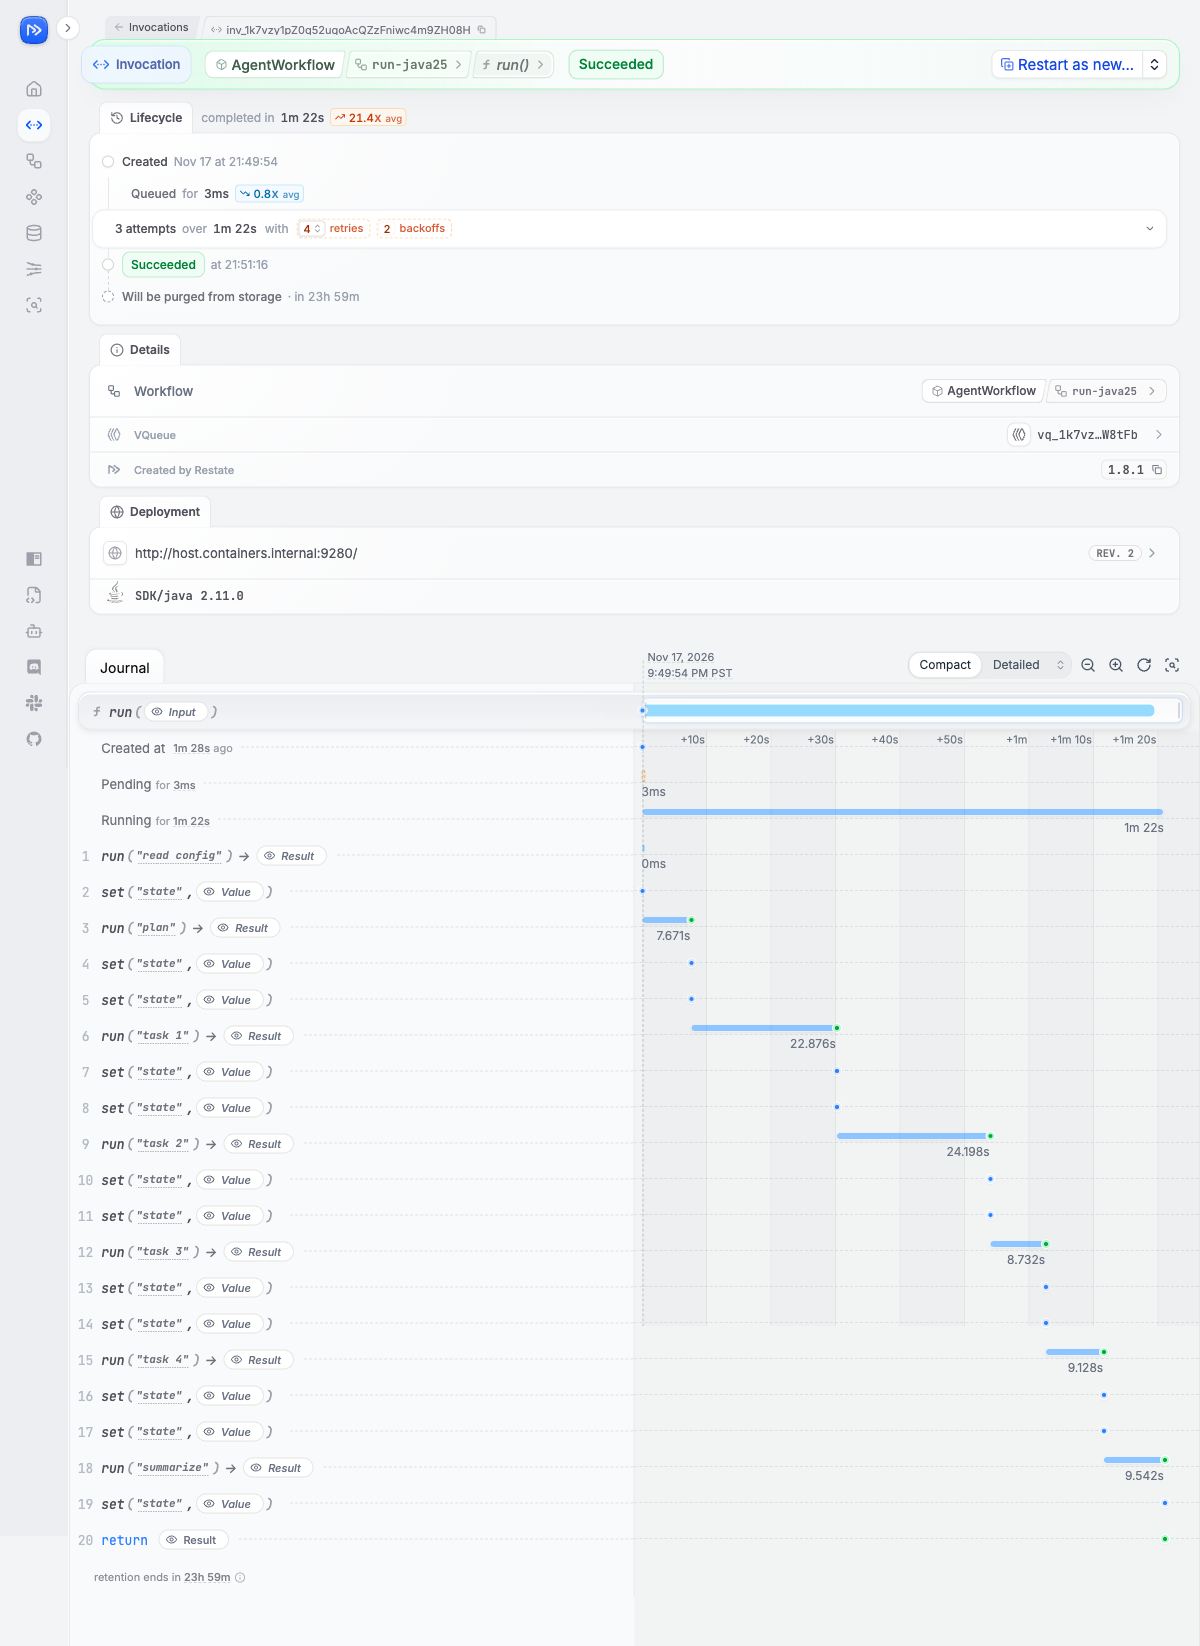 Invocations
inv_1k7vzy1pZ0q52uqoAcQZzFniwc4m9ZH08H
Invocation
AgentWorkflow
run-java25
f run()
Succeeded
Restart as new...
Lifecycle
completed in 1m 22s 21.4x avg
Created Nov 17 at 21:49:54
Queued for 3ms 0.8x avg
3 attempts over 1m 22s with 4 retries 2 backoffs
Succeeded at 21:51:16
Will be purged from storage · in 23h 59m
Details
Workflow AgentWorkflow run-java25
VQueue vq_1k7vz…W8tFb
Created by Restate 1.8.1
Deployment
http://host.containers.internal:9280/ REV. 2
SDK/java 2.11.0
Journal
Nov 17, 2026
9:49:54 PM PST
Compact Detailed
f run( Input )
+10s +20s +30s +40s +50s +1m +1m 10s +1m 20s
Created at 1m 28s ago
Pending for 3ms
3ms
Running for 1m 22s
1m 22s
1 run("read config") → Result
0ms
2 set("state", Value )
3 run("plan") → Result
7.671s
4 set("state", Value )
5 set("state", Value )
6 run("task 1") → Result
22.876s
7 set("state", Value )
8 set("state", Value )
9 run("task 2") → Result
24.198s
10 set("state", Value )
11 set("state", Value )
12 run("task 3") → Result
8.732s
13 set("state", Value )
14 set("state", Value )
15 run("task 4") → Result
9.128s
16 set("state", Value )
17 set("state", Value )
18 run("summarize") → Result
9.542s
19 set("state", Value )
20 return Result
retention ends in 23h 59m